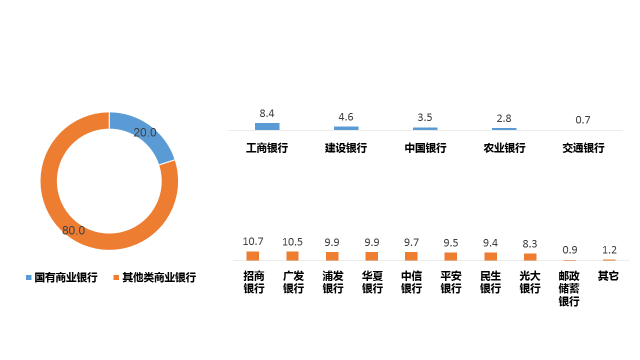 20.0
80.0
国有商业银行 其他类商业银行
8.4 4.6 3.5 2.8 0.7
工商银行 建设银行 中国银行 农业银行 交通银行
10.7 10.5 9.9 9.9 9.7 9.5 9.4 8.3 0.9 1.2
招商 广发 浦发 华夏 中信 平安 民生 光大 邮政 其它
银行 银行 银行 银行 银行 银行 银行 银行 储蓄
银行